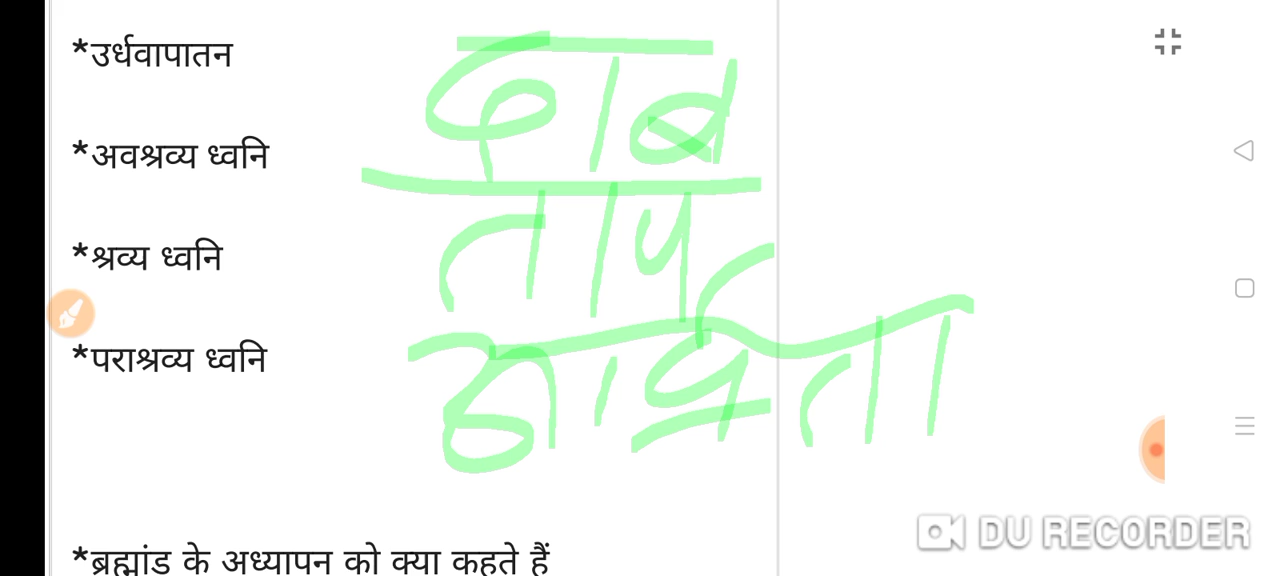 *उर्धवापातन
दाब
*अवश्रव्य ध्वनि
ताप
*श्रव्य ध्वनि
*पराश्रव्य ध्वनि
*ब्रह्मांड के अध्यापन को क्या कहते हैं
DU RECORDER